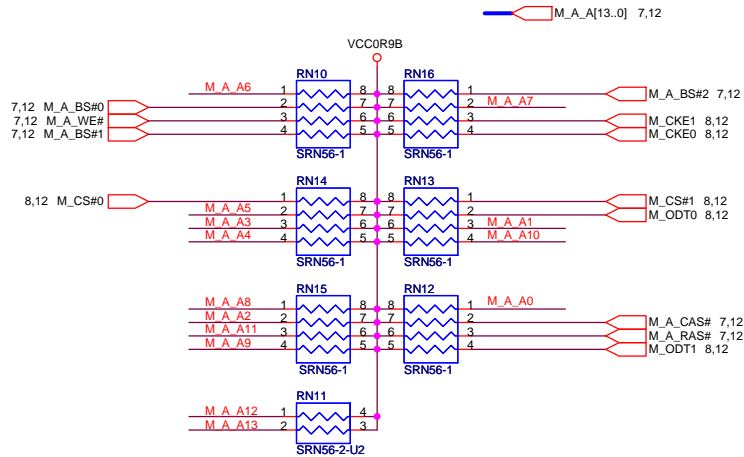 M_A_A[13..0] 7,12
VCC0R9B
RN10 RN16
M_A_A6 1 8 8 1 M_A_BS#2 7,12
7,12 M_A_BS#0 2 7 7 2 M_A_A7
7,12 M_A_WE# 3 6 6 3 M_CKE1 8,12
7,12 M_A_BS#1 4 5 5 4 M_CKE0 8,12
SRN56-1 SRN56-1
RN14 RN13
8,12 M_CS#0 1 8 8 1 M_CS#1 8,12
M_A_A5 2 7 7 2 M_ODT0 8,12
M_A_A3 3 6 6 3 M_A_A1
M_A_A4 4 5 5 4 M_A_A10
SRN56-1 SRN56-1
RN15 RN12
M_A_A8 1 8 8 1 M_A_A0
M_A_A2 2 7 7 2 M_A_CAS# 7,12
M_A_A11 3 6 6 3 M_A_RAS# 7,12
M_A_A9 4 5 5 4 M_ODT1 8,12
SRN56-1 SRN56-1
RN11
M_A_A12 1 4
M_A_A13 2 3
SRN56-2-U2